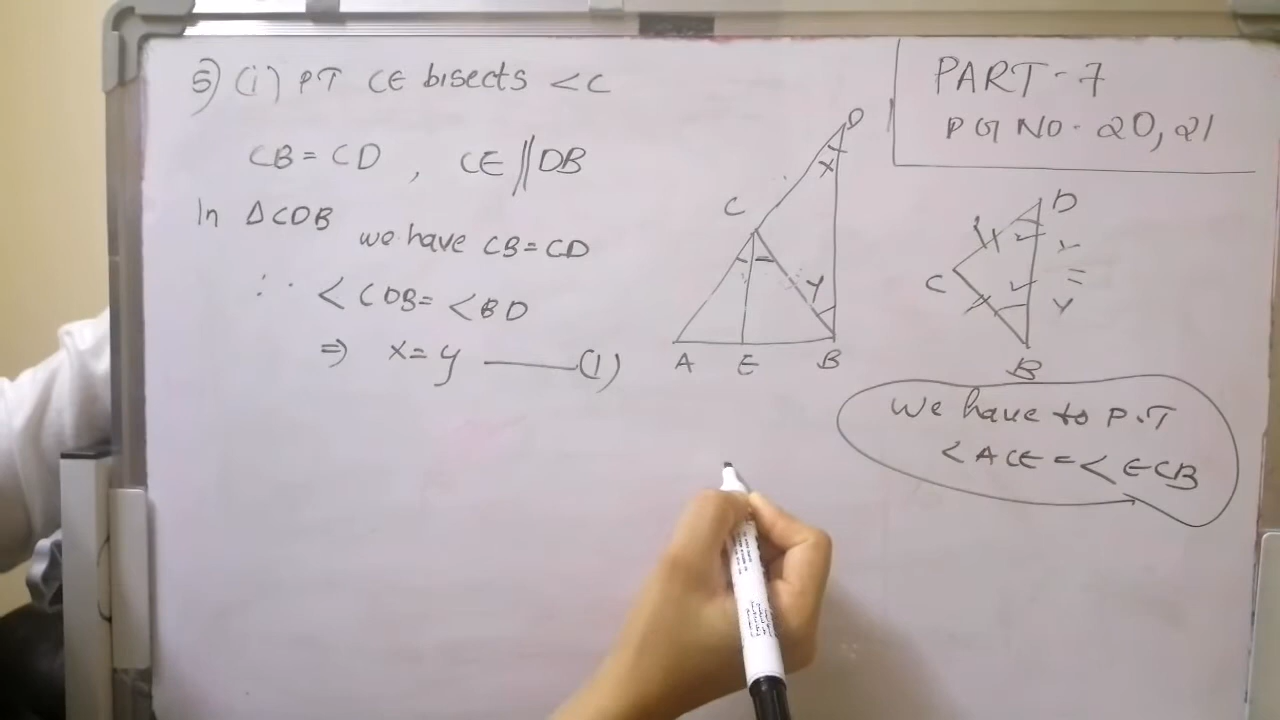 5) (i) PT CE bisects <C
CB = CD , CE || DB
In ΔCDB
we have CB = CD
∴ <CDB = <BD
⇒ x = y ——— (1)
D
x
C
y
A E B
PART-7
PG NO. 20, 21
D
C
B
We have to P.T
<ACE = <ECB